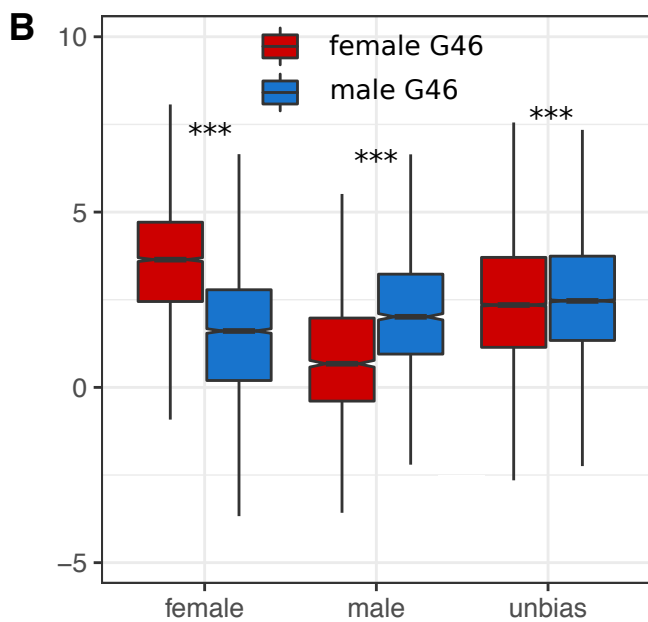 B
10
female G46
male G46
***
***
***
5
0
−5
female
male
unbias